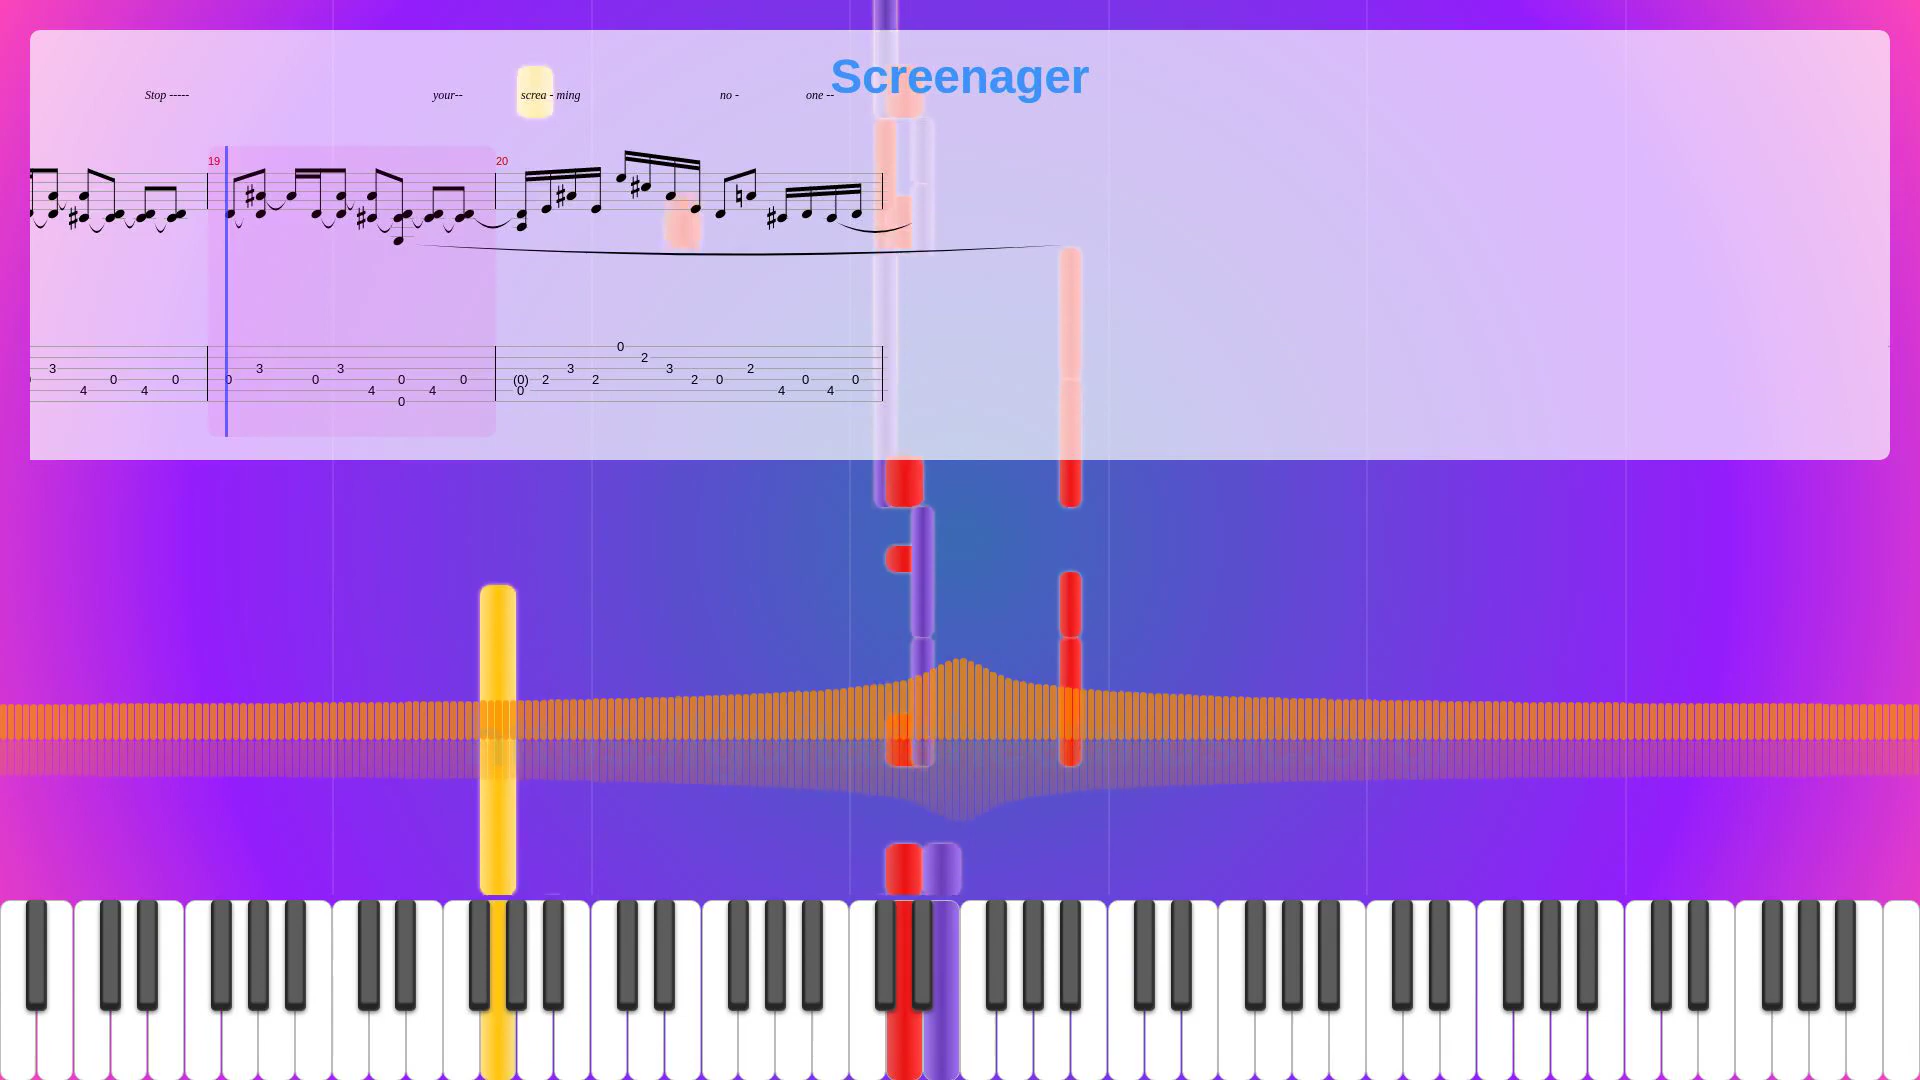 Screenager
Stop ----- your-- screa - ming no - one --
19 20
0 2
3 3 3 3 3 2
0 0 0 0 0 0 0 (0) 2 2 2 0 0 0
4 4 4 4 0 4 4
0